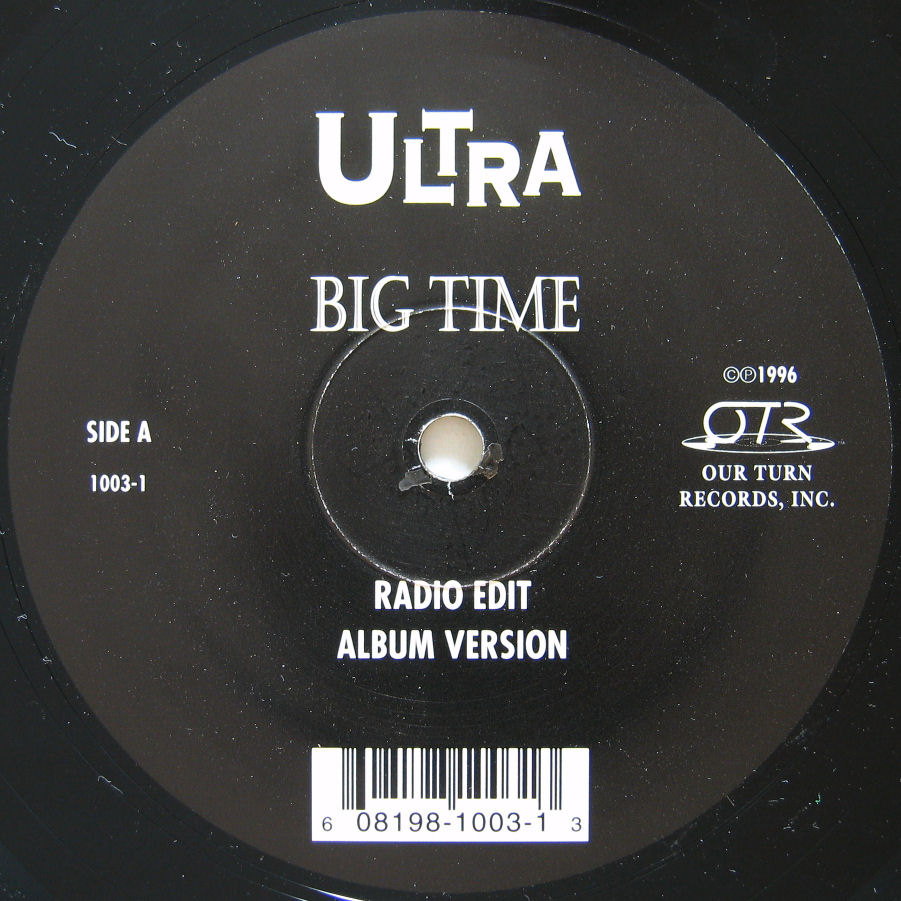 ULTRA
BIG TIME
©℗1996
OTR
OUR TURN
RECORDS, INC.
SIDE A
1003-1
RADIO EDIT
ALBUM VERSION
6 08198-1003-1 3